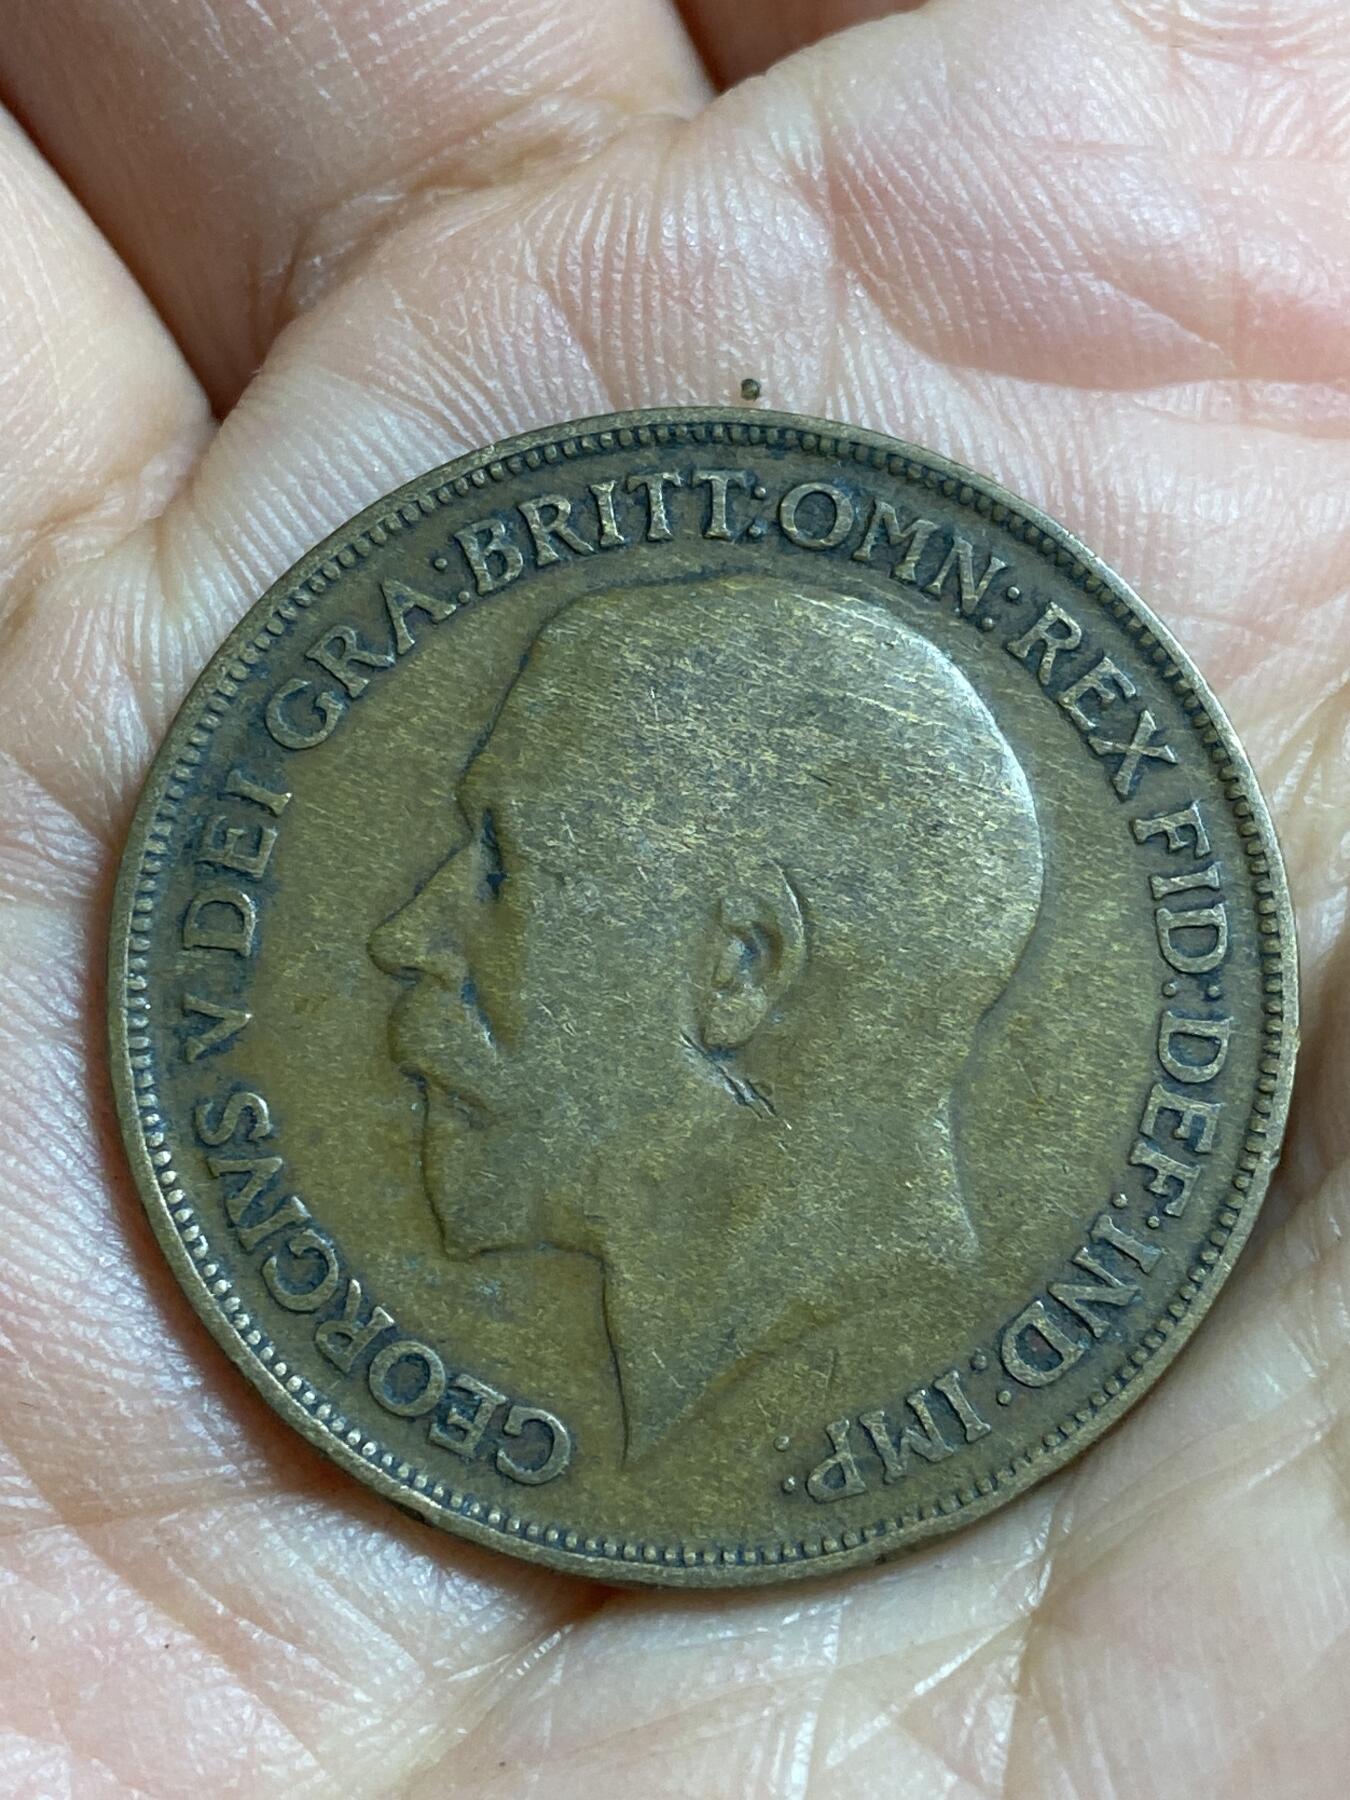 GEORGIVS V DEI GRA: BRITT: OMN: REX FID: DEF: IND: IMP: